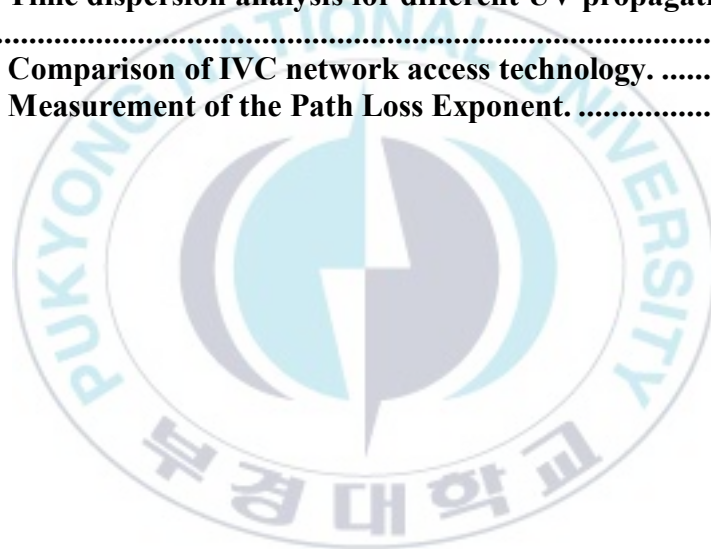 Time dispersion analysis for different UV propagati
................................................................................................
Comparison of IVC network access technology. ......
Measurement of the Path Loss Exponent. ................
PUKYONG NATIONAL UNIVERSITY
부경대학교